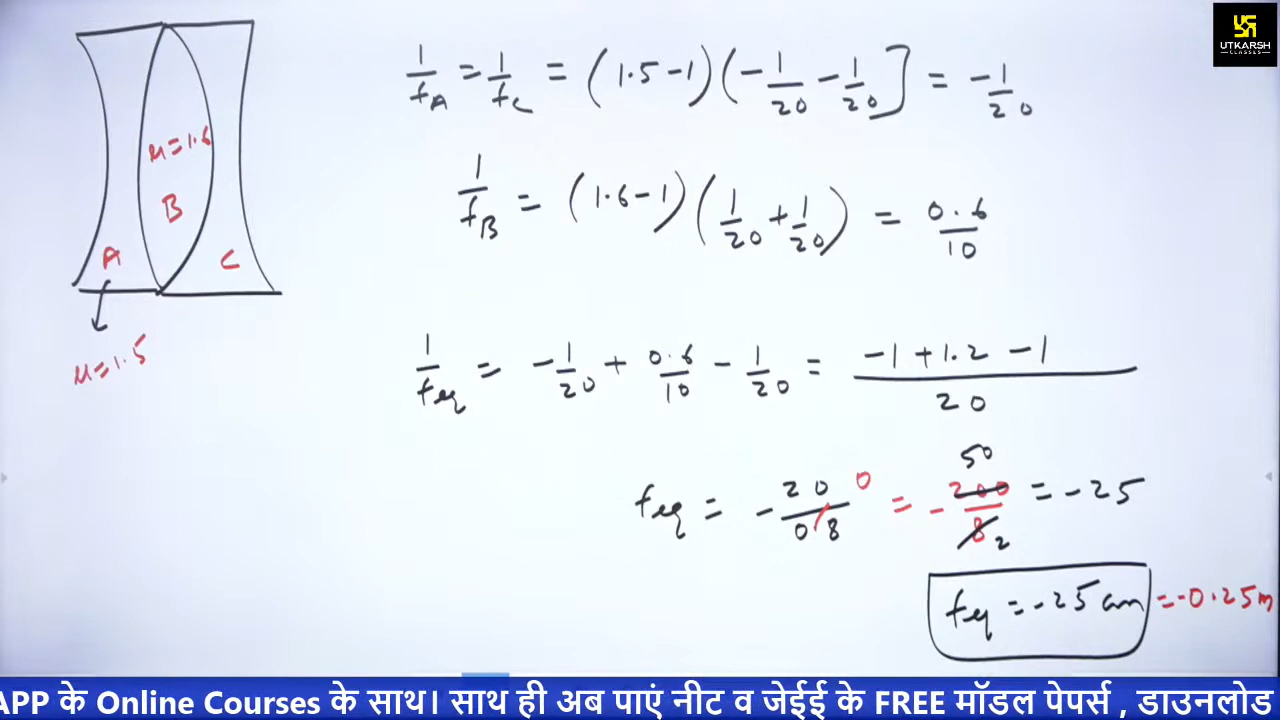 UTKARSH
CLASSES
1/f_A = 1/f_C = (1.5-1)(-1/20 - 1/20] = -1/20
μ=1.6
B
A
C
μ=1.5
1/f_B = (1.6-1)(1/20 + 1/20) = 0.6/10
1/f_eq = -1/20 + 0.6/10 - 1/20 = -1+1.2-1/20
f_eq = -20 0/0 8 = -200/8 50 2 = -25
f_eq = -25 cm = -0.25m
APP के Online Courses के साथ। साथ ही अब पाएं नीट व जेईई के FREE मॉडल पेपर्स , डाउनलोड